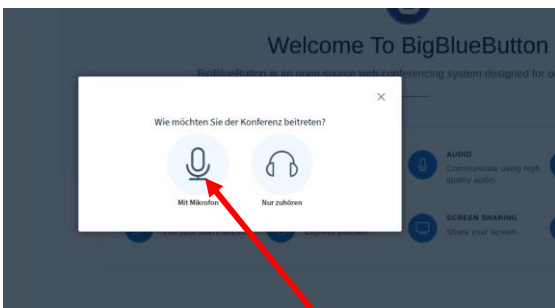 Welcome To BigBlueButton
BigBlueButton is an open source web conferencing system designed for
Wie möchten Sie der Konferenz beitreten?
Mit Mikrofon
Nur zuhören
AUDIO
Communicate using high
quality audio.
SCREEN SHARING
Share your screen.